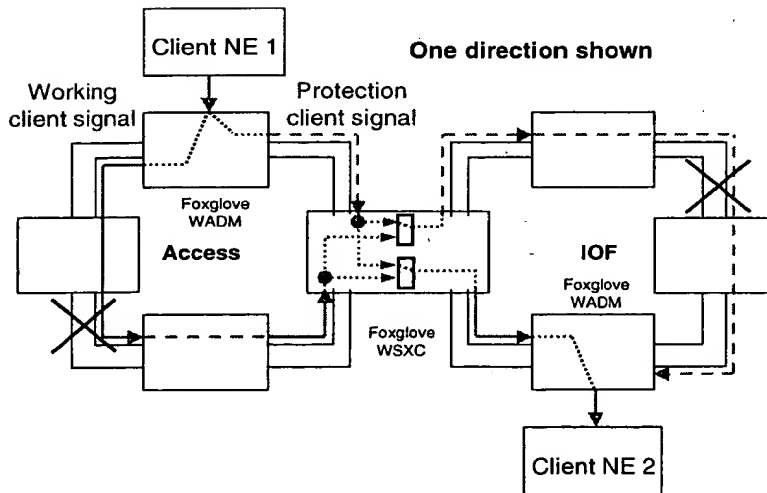 Client NE 1
One direction shown
Working
client signal
Protection
client signal
Foxglove
WADM
Access
IOF
Foxglove
WADM
Foxglove
WSXC
Client NE 2